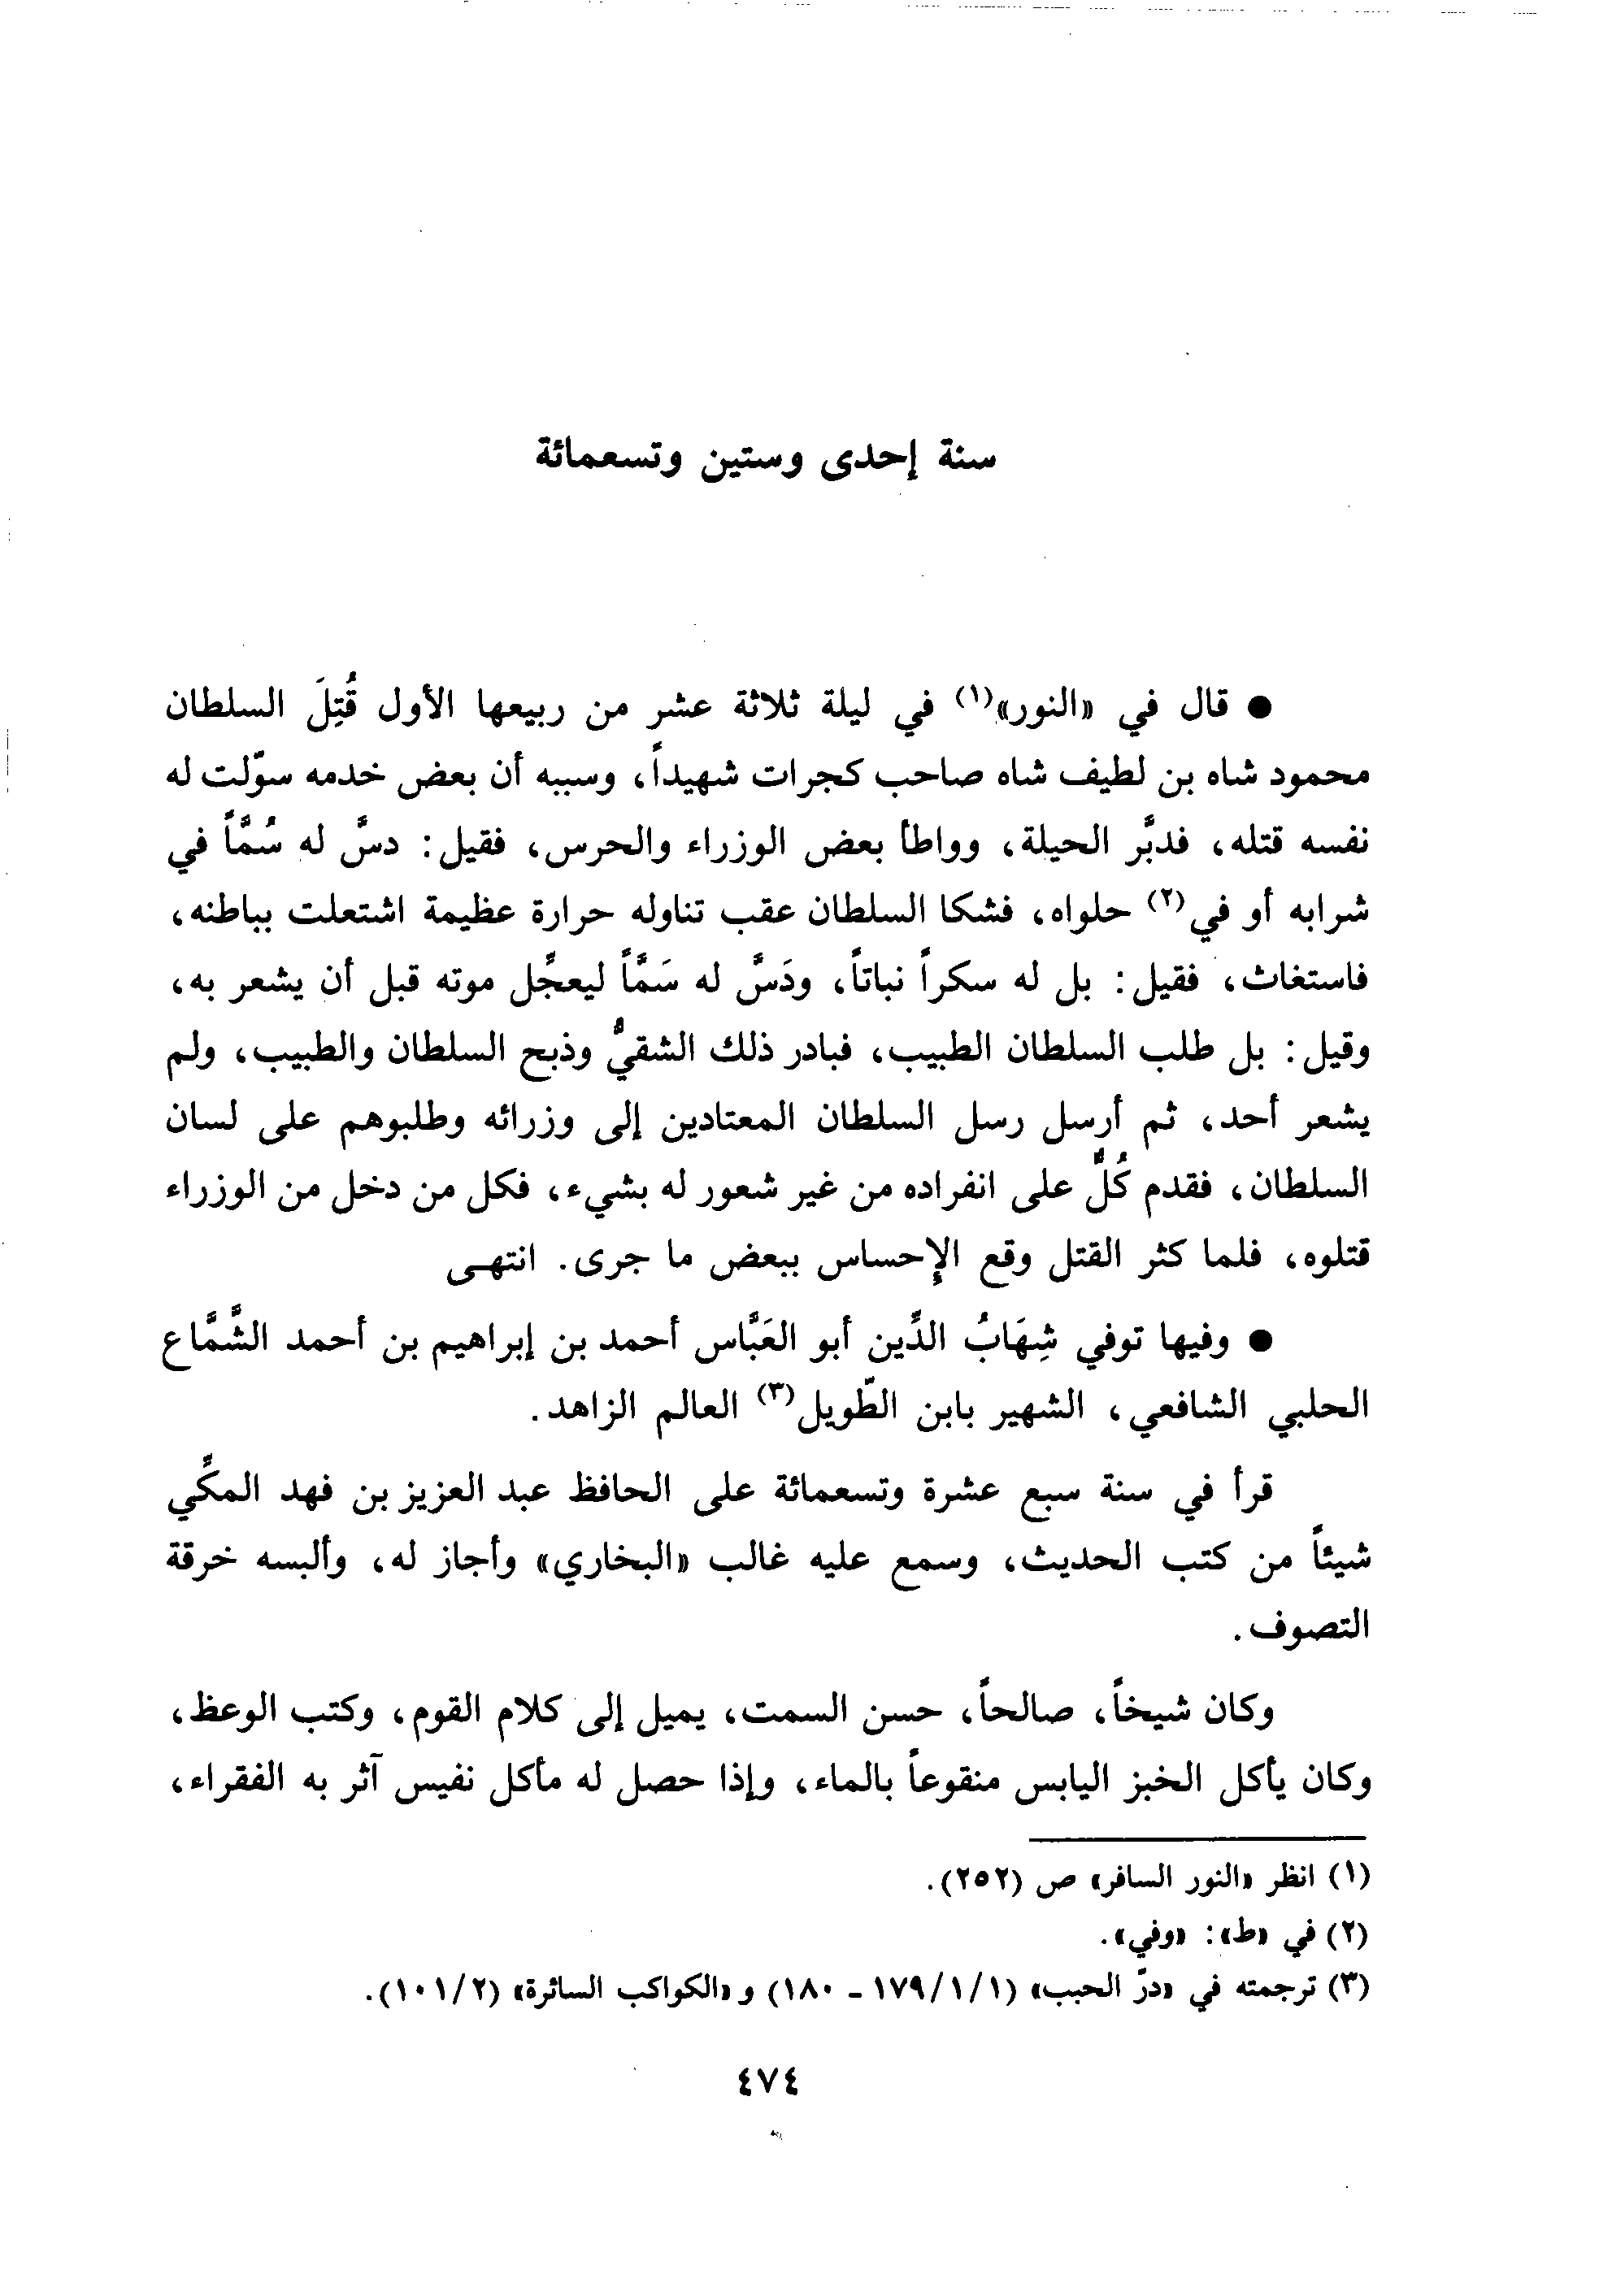 سنة إحدى وستين وتسعمائة
● قال في «النور»(١) في ليلة ثلاثة عشر من ربيعها الأول قُتِلَ السلطان
محمود شاه بن لطيف شاه صاحب كجرات شهيداً، وسببه أن بعض خدمه سوّلت له
نفسه قتله، فدبَّر الحيلة، وواطأ بعض الوزراء والحرس، فقيل: دسَّ له سُمَّاً في
شرابه أو في(٢) حلواه، فشكا السلطان عقب تناوله حرارة عظيمة اشتعلت بباطنه،
فاستغاث، فقيل: بل له سكراً نباتاً، ودَسَّ له سَمَّاً ليعجِّل موته قبل أن يشعر به،
وقيل: بل طلب السلطان الطبيب، فبادر ذلك الشقيُّ وذبح السلطان والطبيب، ولم
يشعر أحد، ثم أرسل رسل السلطان المعتادين إلى وزرائه وطلبوهم على لسان
السلطان، فقدم كُلٌّ على انفراده من غير شعور له بشيء، فكل من دخل من الوزراء
قتلوه، فلما كثر القتل وقع الإحساس ببعض ما جرى. انتهى
● وفيها توفي شِهَابُ الدِّين أبو العَبَّاس أحمد بن إبراهيم بن أحمد الشَّمَّاع
الحلبي الشافعي، الشهير بابن الطّويل(٣) العالم الزاهد.
قرأ في سنة سبع عشرة وتسعمائة على الحافظ عبد العزيز بن فهد المكِّي
شيئاً من كتب الحديث، وسمع عليه غالب «البخاري» وأجاز له، وألبسه خرقة
التصوف.
وكان شيخاً، صالحاً، حسن السمت، يميل إلى كلام القوم، وكتب الوعظ،
وكان يأكل الخبز اليابس منقوعاً بالماء، وإذا حصل له مأكل نفيس آثر به الفقراء،
(١) انظر «النور السافر» ص (٢٥٢).
(٢) في «ط»: «وفي».
(٣) ترجمته في «درّ الحبب» (١/١/١٧٩ ـ ١٨٠) و«الكواكب السائرة» (٢/١٠١).
٤٧٤